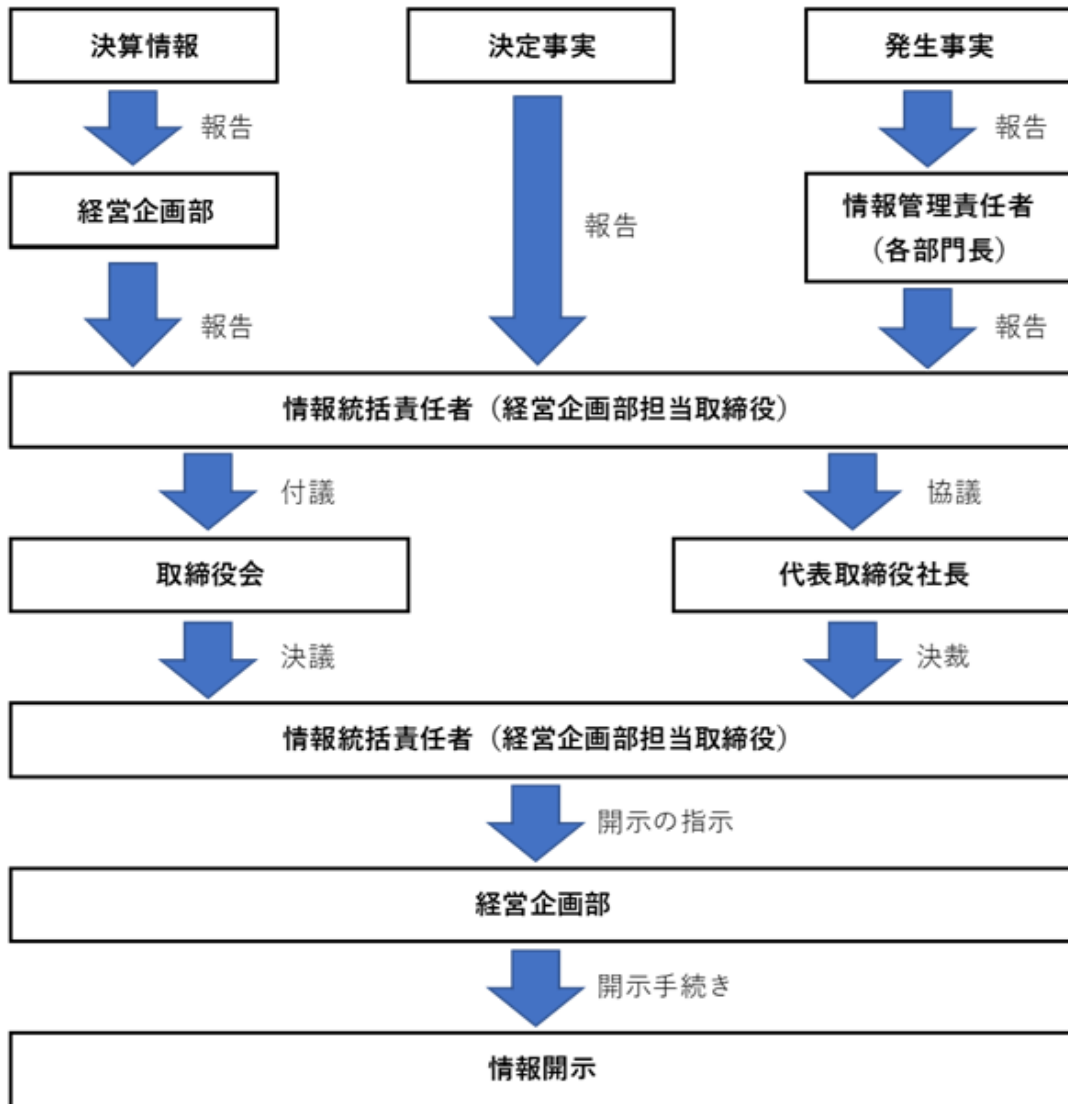 決算情報
決定事実
発生事実
報告
報告
経営企画部
情報管理責任者
（各部門長）
報告
報告
報告
情報統括責任者（経営企画部担当取締役）
付議
協議
取締役会
代表取締役社長
決議
決裁
情報統括責任者（経営企画部担当取締役）
開示の指示
経営企画部
開示手続き
情報開示